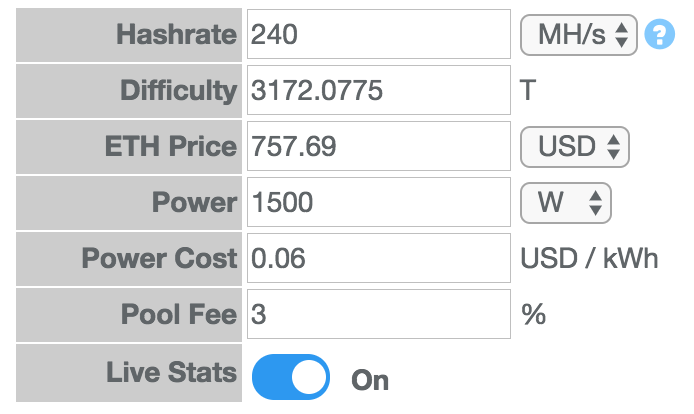 Hashrate 240 MH/s ?
Difficulty 3172.0775 T
ETH Price 757.69 USD
Power 1500 W
Power Cost 0.06 USD / kWh
Pool Fee 3 %
Live Stats On